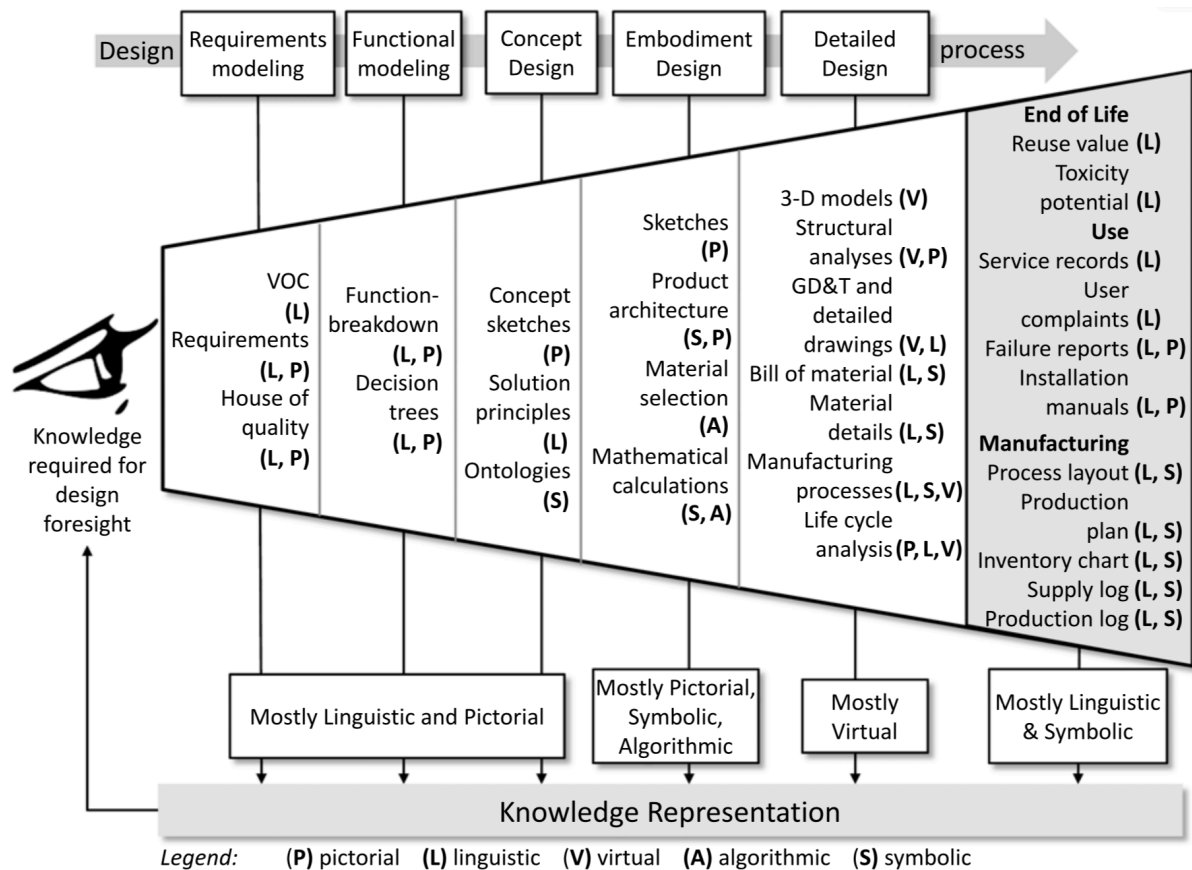 Design
Requirements
modeling
Functional
modeling
Concept
Design
Embodiment
Design
Detailed
Design
process
Knowledge
required for
design
foresight
VOC
(L)
Requirements
(L, P)
House of
quality
(L, P)
Function-
breakdown
(L, P)
Decision
trees
(L, P)
Concept
sketches
(P)
Solution
principles
(L)
Ontologies
(S)
Sketches
(P)
Product
architecture
(S, P)
Material
selection
(A)
Mathematical
calculations
(S, A)
3-D models (V)
Structural
analyses (V, P)
GD&T and
detailed
drawings (V, L)
Bill of material (L, S)
Material
details (L, S)
Manufacturing
processes (L, S,V)
Life cycle
analysis (P, L,V)
End of Life
Reuse value (L)
Toxicity
potential (L)
Use
Service records (L)
User
complaints (L)
Failure reports (L, P)
Installation
manuals (L, P)
Manufacturing
Process layout (L, S)
Production
plan (L, S)
Inventory chart (L, S)
Supply log (L, S)
Production log (L, S)
Mostly Linguistic and Pictorial
Mostly Pictorial,
Symbolic,
Algorithmic
Mostly
Virtual
Mostly Linguistic
& Symbolic
Knowledge Representation
Legend: (P) pictorial (L) linguistic (V) virtual (A) algorithmic (S) symbolic